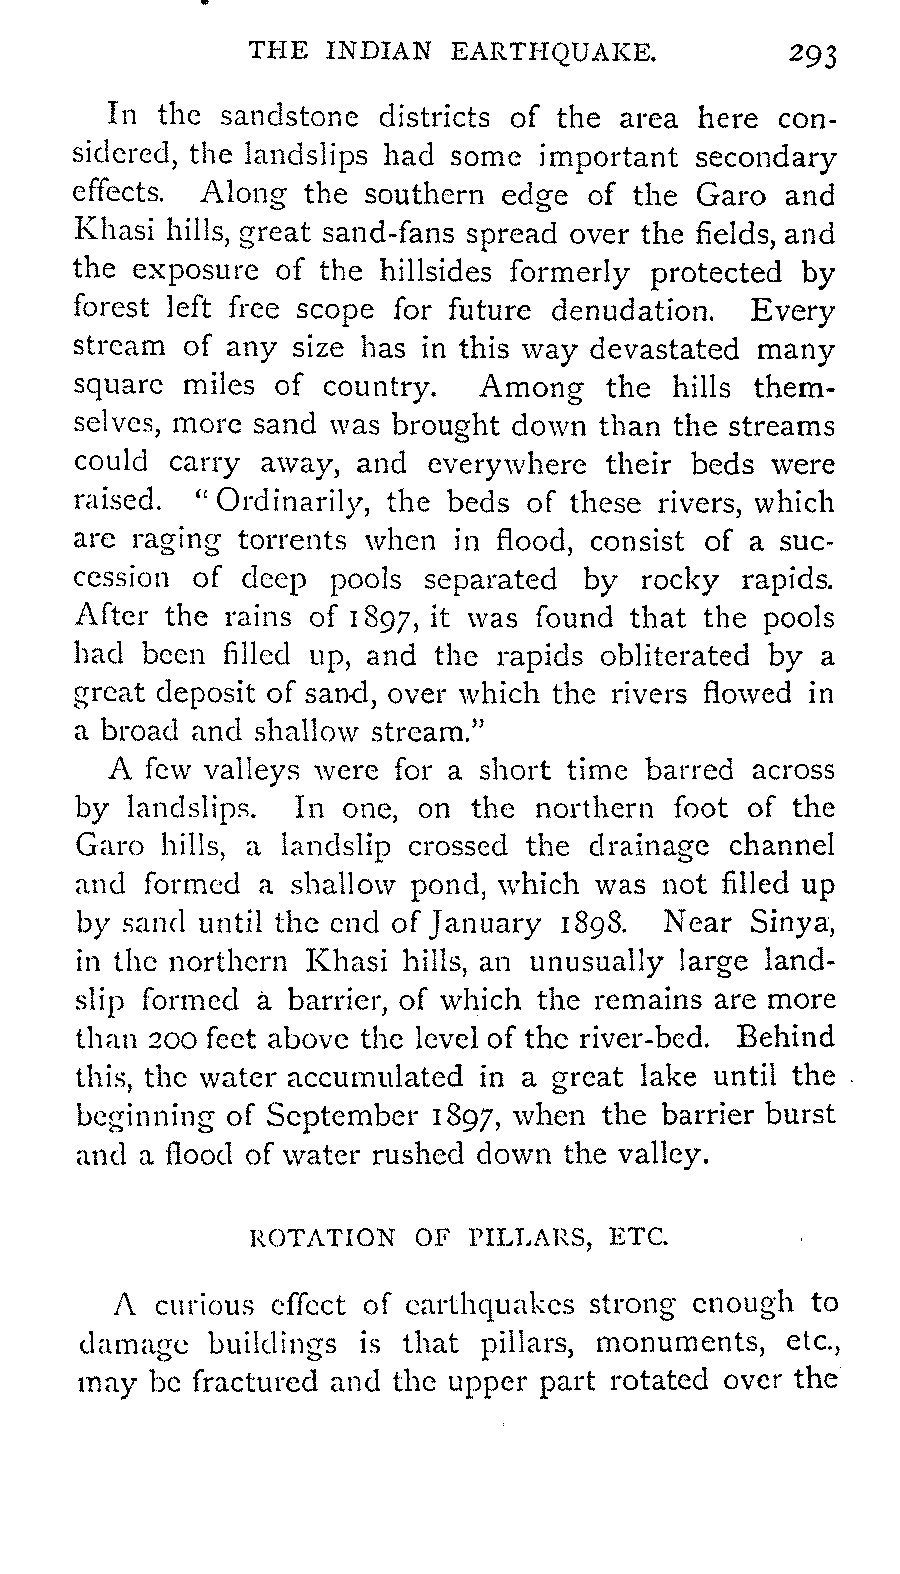 THE INDIAN EARTHQUAKE. 293
In the sandstone districts of the area here con-
sidered, the landslips had some important secondary
effects. Along the southern edge of the Garo and
Khasi hills, great sand-fans spread over the fields, and
the exposure of the hillsides formerly protected by
forest left free scope for future denudation. Every
stream of any size has in this way devastated many
square miles of country. Among the hills them-
selves, more sand was brought down than the streams
could carry away, and everywhere their beds were
raised. "Ordinarily, the beds of these rivers, which
are raging torrents when in flood, consist of a suc-
cession of deep pools separated by rocky rapids.
After the rains of 1897, it was found that the pools
had been filled up, and the rapids obliterated by a
great deposit of sand, over which the rivers flowed in
a broad and shallow stream."
A few valleys were for a short time barred across
by landslips. In one, on the northern foot of the
Garo hills, a landslip crossed the drainage channel
and formed a shallow pond, which was not filled up
by sand until the end of January 1898. Near Sinya,
in the northern Khasi hills, an unusually large land-
slip formed a barrier, of which the remains are more
than 200 feet above the level of the river-bed. Behind
this, the water accumulated in a great lake until the
beginning of September 1897, when the barrier burst
and a flood of water rushed down the valley.
ROTATION OF PILLARS, ETC.
A curious effect of earthquakes strong enough to
damage buildings is that pillars, monuments, etc.,
may be fractured and the upper part rotated over the